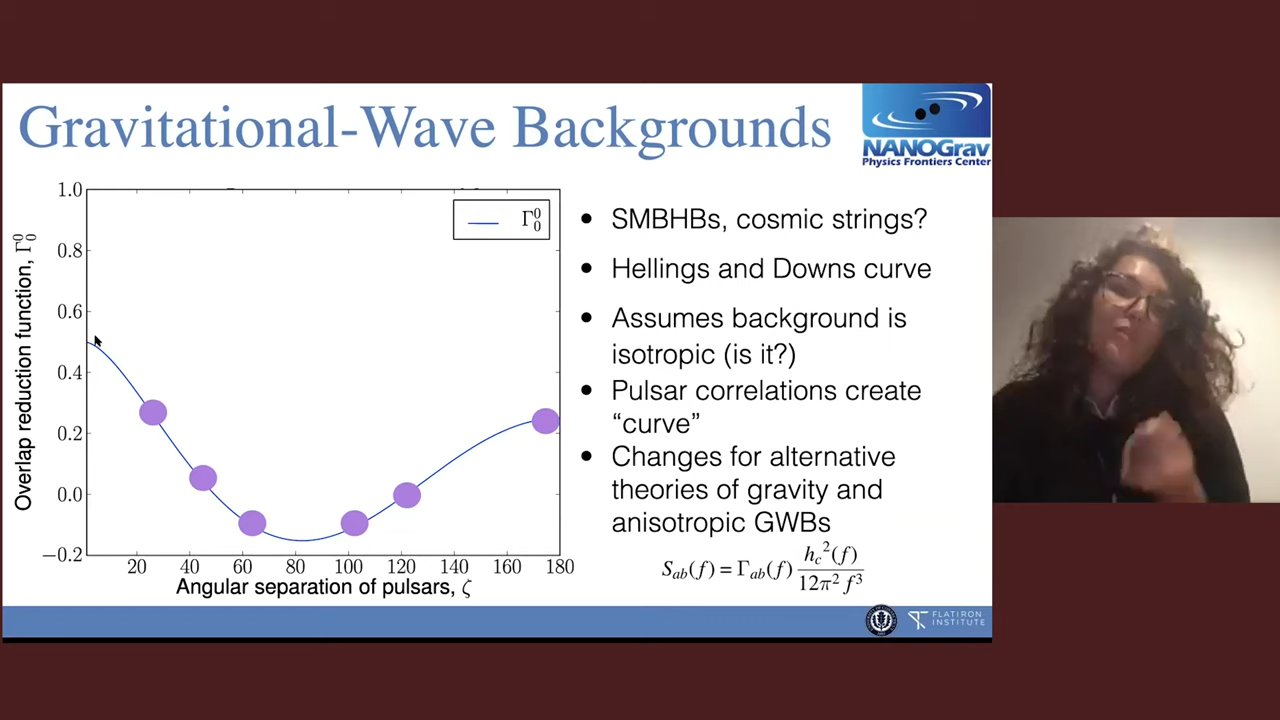 Gravitational-Wave Backgrounds
NANOGrav
Physics Frontiers Center
1.0
0.8
0.6
0.4
0.2
0.0
−0.2
Overlap reduction function, Γ⁰₀
Γ⁰₀
20 40 60 80 100 120 140 160 180
Angular separation of pulsars, ζ
• SMBHBs, cosmic strings?
• Hellings and Downs curve
• Assumes background is
isotropic (is it?)
• Pulsar correlations create
“curve”
• Changes for alternative
theories of gravity and
anisotropic GWBs
S_ab(f) = Γ_ab(f) h_c²(f) / 12π² f³
FLATIRON
INSTITUTE